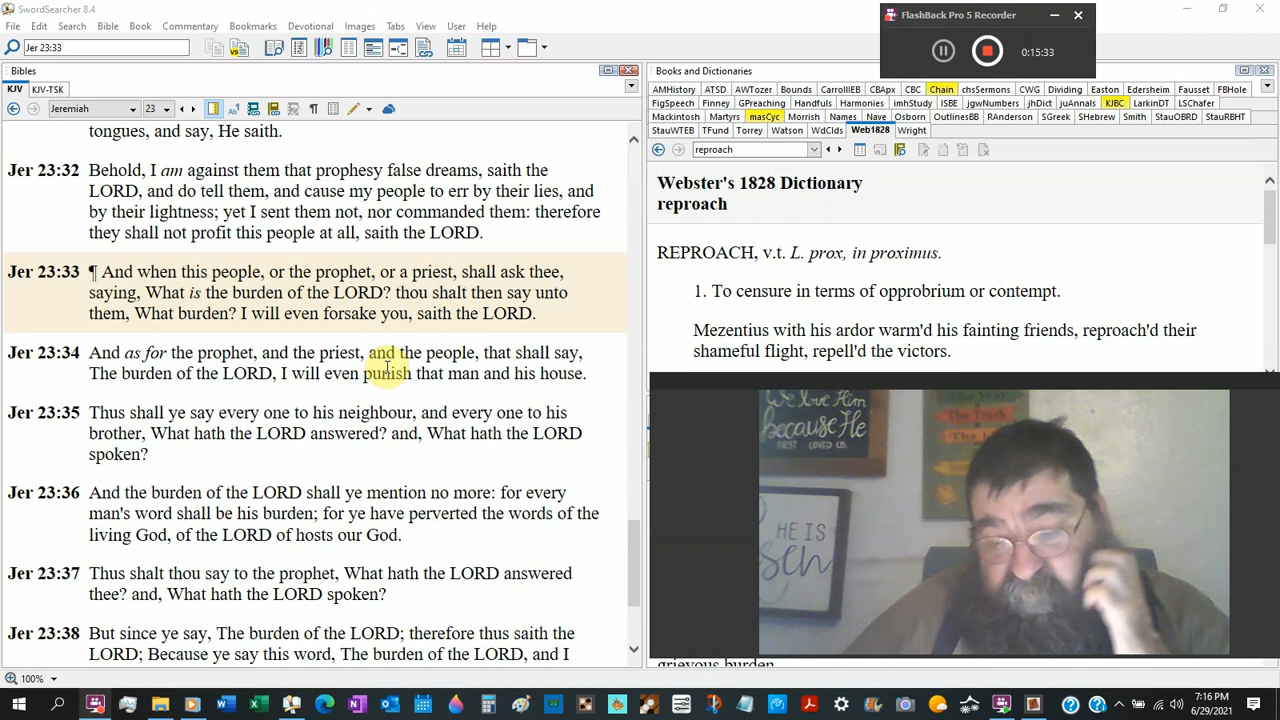 SwordSearcher 8.4
File Edit Search Bible Book Commentary Bookmarks Devotional Images Tabs View User Help
Jer 23:33
FlashBack Pro 5 Recorder
0:15:33
Bibles
KJV KJV-TSK
Jeremiah 23
tongues, and say, He saith.
Jer 23:32 Behold, I am against them that prophesy false dreams, saith the
LORD, and do tell them, and cause my people to err by their lies, and
by their lightness; yet I sent them not, nor commanded them: therefore
they shall not profit this people at all, saith the LORD.
Jer 23:33 ¶ And when this people, or the prophet, or a priest, shall ask thee,
saying, What is the burden of the LORD? thou shalt then say unto
them, What burden? I will even forsake you, saith the LORD.
Jer 23:34 And as for the prophet, and the priest, and the people, that shall say,
The burden of the LORD, I will even punish that man and his house.
Jer 23:35 Thus shall ye say every one to his neighbour, and every one to his
brother, What hath the LORD answered? and, What hath the LORD
spoken?
Jer 23:36 And the burden of the LORD shall ye mention no more: for every
man's word shall be his burden; for ye have perverted the words of the
living God, of the LORD of hosts our God.
Jer 23:37 Thus shalt thou say to the prophet, What hath the LORD answered
thee? and, What hath the LORD spoken?
Jer 23:38 But since ye say, The burden of the LORD; therefore thus saith the
LORD; Because ye say this word, The burden of the LORD, and I
100%
Books and Dictionaries
AMHistory ATSD AWTozer Bounds CarrollIEB CBApx CBC Chain chsSermons CWG Dividing Easton Edersheim Fausset FBHole
FigSpeech Finney GPreaching Handfuls Harmonies imhStudy ISBE jgwNumbers jhDict juAnnals KJBC LarkinDT LSChafer
Mackintosh Martyrs masCyc Morrish Names Nave Osborn OutlinesBB RAnderson SGreek SHebrew Smith StauOBRD StauRBHT
StauWTEB TFund Torrey Watson WdClds Web1828 Wright
reproach
Webster's 1828 Dictionary
reproach
REPROACH, v.t. L. prox, in proximus.
1. To censure in terms of opprobrium or contempt.
Mezentius with his ardor warm'd his fainting friends, reproach'd their
shameful flight, repell'd the victors.
We love Him
because He
FIRST LOVED US.
The Truth
HE IS
grievous burden
7:16 PM
6/29/2021